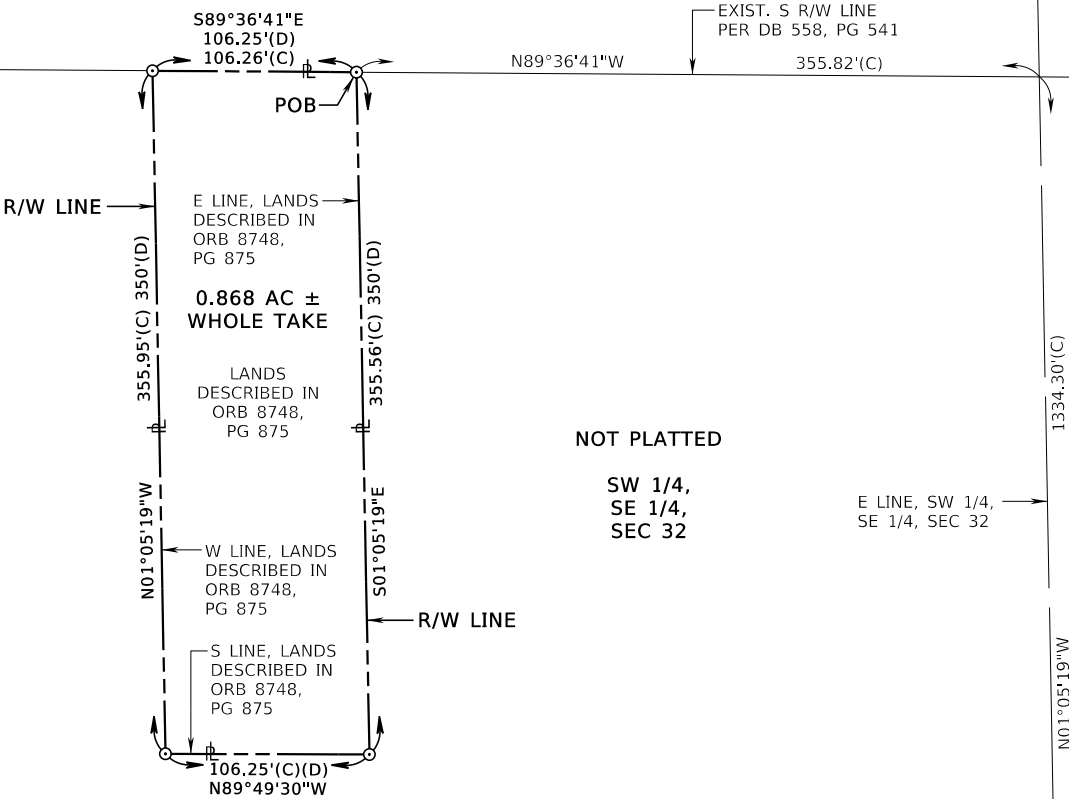 S89°36'41"E
106.25'(D)
106.26'(C)
EXIST. S R/W LINE
PER DB 558, PG 541
N89°36'41"W
355.82'(C)
PL
POB
R/W LINE
E LINE, LANDS
DESCRIBED IN
ORB 8748,
PG 875
355.95'(C) 350'(D)
355.56'(C) 350'(D)
0.868 AC ±
WHOLE TAKE
LANDS
DESCRIBED IN
ORB 8748,
PG 875
PL
PL
1334.30'(C)
NOT PLATTED
SW 1/4,
SE 1/4,
SEC 32
E LINE, SW 1/4,
SE 1/4, SEC 32
N01°05'19"W
S01°05'19"E
W LINE, LANDS
DESCRIBED IN
ORB 8748,
PG 875
R/W LINE
S LINE, LANDS
DESCRIBED IN
ORB 8748,
PG 875
N01°05'19"W
PL
106.25'(C)(D)
N89°49'30"W